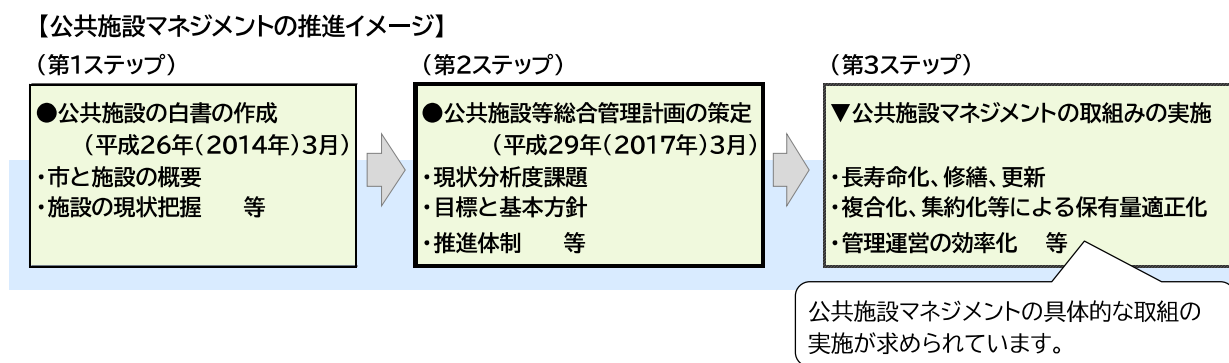 【公共施設マネジメントの推進イメージ】
（第1ステップ）
●公共施設の白書の作成
（平成26年（2014年）3月）
・市と施設の概要
・施設の現状把握　等
（第2ステップ）
●公共施設等総合管理計画の策定
（平成29年（2017年）3月）
・現状分析度課題
・目標と基本方針
・推進体制　等
（第3ステップ）
▼公共施設マネジメントの取組みの実施
・長寿命化、修繕、更新
・複合化、集約化等による保有量適正化
・管理運営の効率化　等
公共施設マネジメントの具体的な取組の
実施が求められています。